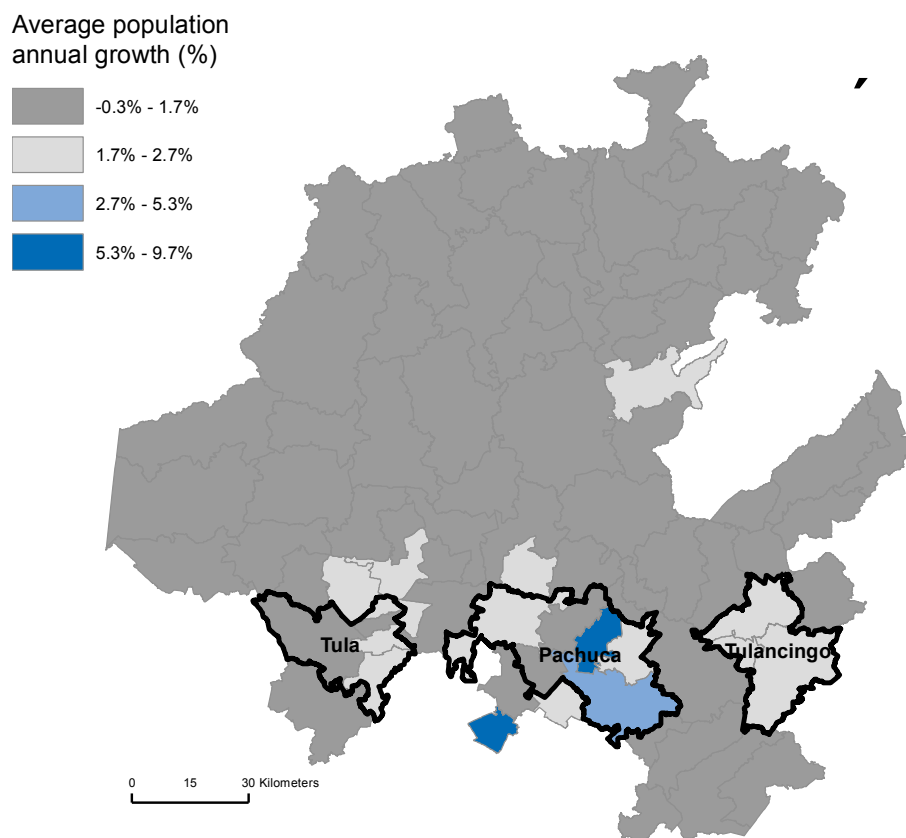 Average population
annual growth (%)
-0.3% - 1.7%
1.7% - 2.7%
2.7% - 5.3%
5.3% - 9.7%
Tula
Pachuca
Tulancingo
0 15 30 Kilometers